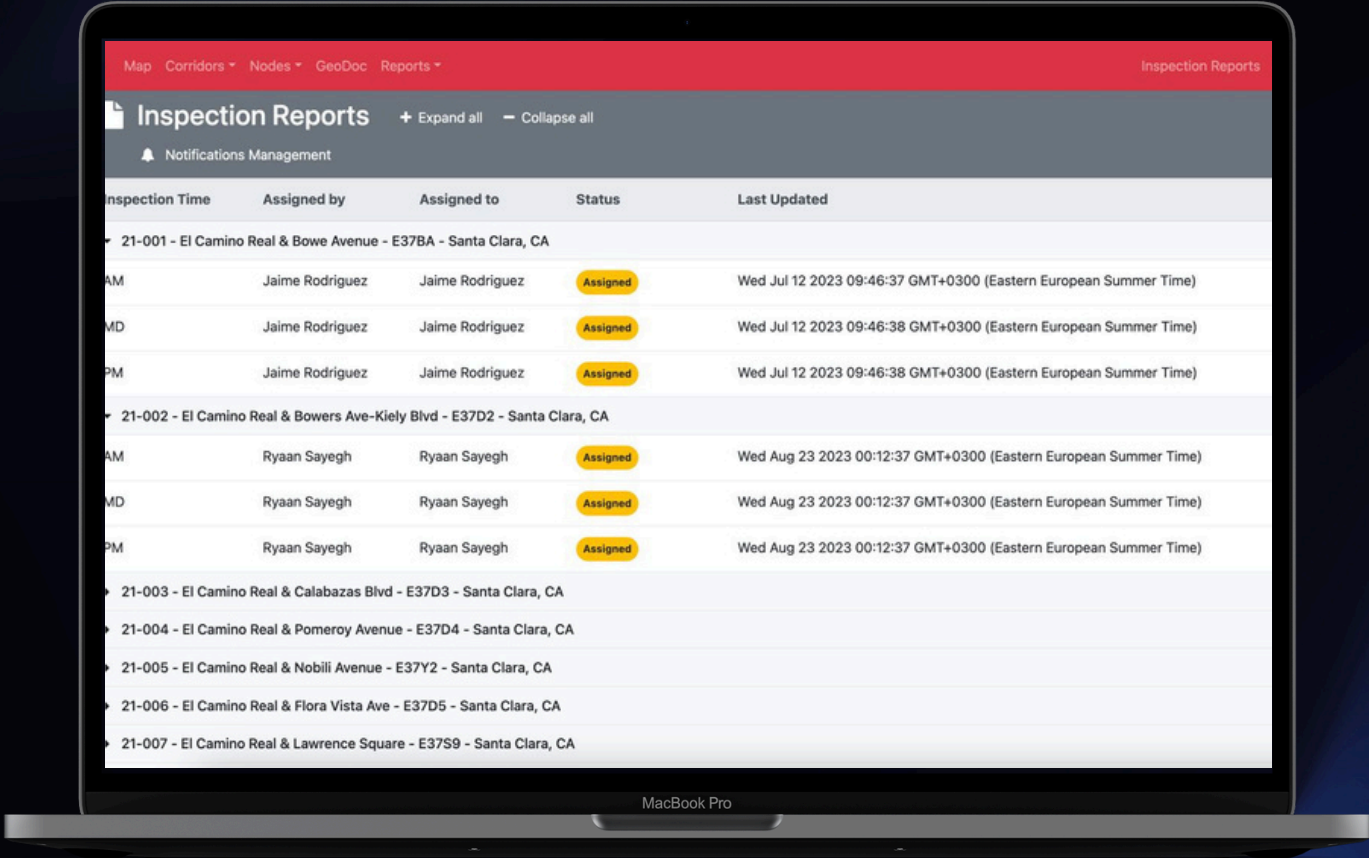 Map Corridors Nodes GeoDoc Reports Inspection Reports
Inspection Reports + Expand all − Collapse all
Notifications Management
Inspection Time Assigned by Assigned to Status Last Updated
21-001 - El Camino Real & Bowe Avenue - E37BA - Santa Clara, CA
AM Jaime Rodriguez Jaime Rodriguez Assigned Wed Jul 12 2023 09:46:37 GMT+0300 (Eastern European Summer Time)
MD Jaime Rodriguez Jaime Rodriguez Assigned Wed Jul 12 2023 09:46:38 GMT+0300 (Eastern European Summer Time)
PM Jaime Rodriguez Jaime Rodriguez Assigned Wed Jul 12 2023 09:46:38 GMT+0300 (Eastern European Summer Time)
21-002 - El Camino Real & Bowers Ave-Kiely Blvd - E37D2 - Santa Clara, CA
AM Ryaan Sayegh Ryaan Sayegh Assigned Wed Aug 23 2023 00:12:37 GMT+0300 (Eastern European Summer Time)
MD Ryaan Sayegh Ryaan Sayegh Assigned Wed Aug 23 2023 00:12:37 GMT+0300 (Eastern European Summer Time)
PM Ryaan Sayegh Ryaan Sayegh Assigned Wed Aug 23 2023 00:12:37 GMT+0300 (Eastern European Summer Time)
21-003 - El Camino Real & Calabazas Blvd - E37D3 - Santa Clara, CA
21-004 - El Camino Real & Pomeroy Avenue - E37D4 - Santa Clara, CA
21-005 - El Camino Real & Nobili Avenue - E37Y2 - Santa Clara, CA
21-006 - El Camino Real & Flora Vista Ave - E37D5 - Santa Clara, CA
21-007 - El Camino Real & Lawrence Square - E37S9 - Santa Clara, CA
MacBook Pro